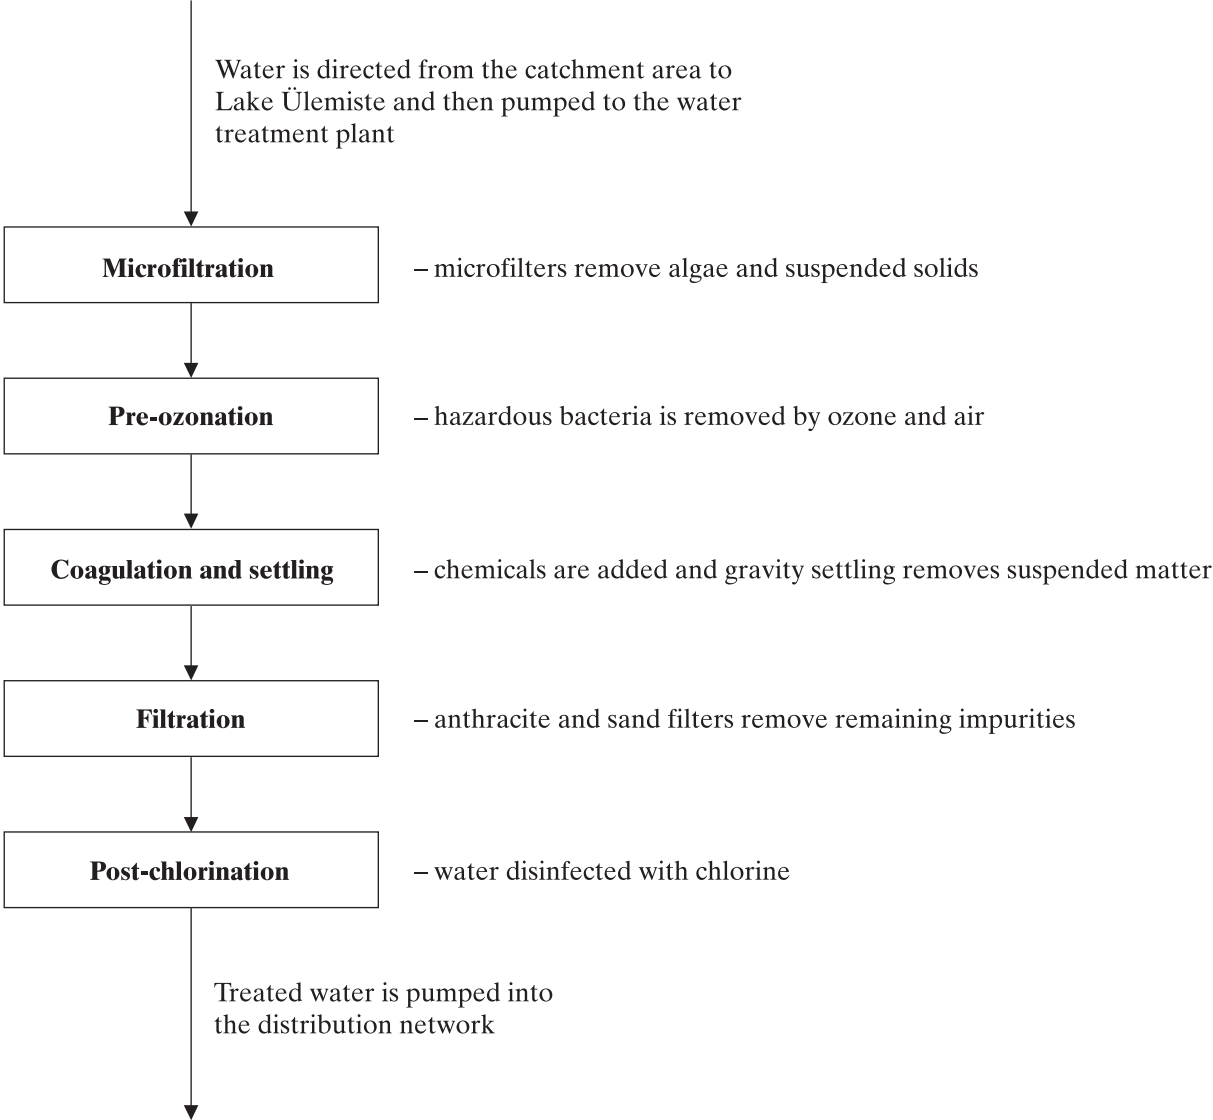 Water is directed from the catchment area to
Lake Ülemiste and then pumped to the water
treatment plant
Microfiltration
– microfilters remove algae and suspended solids
Pre-ozonation
– hazardous bacteria is removed by ozone and air
Coagulation and settling
– chemicals are added and gravity settling removes suspended matter
Filtration
– anthracite and sand filters remove remaining impurities
Post-chlorination
– water disinfected with chlorine
Treated water is pumped into
the distribution network